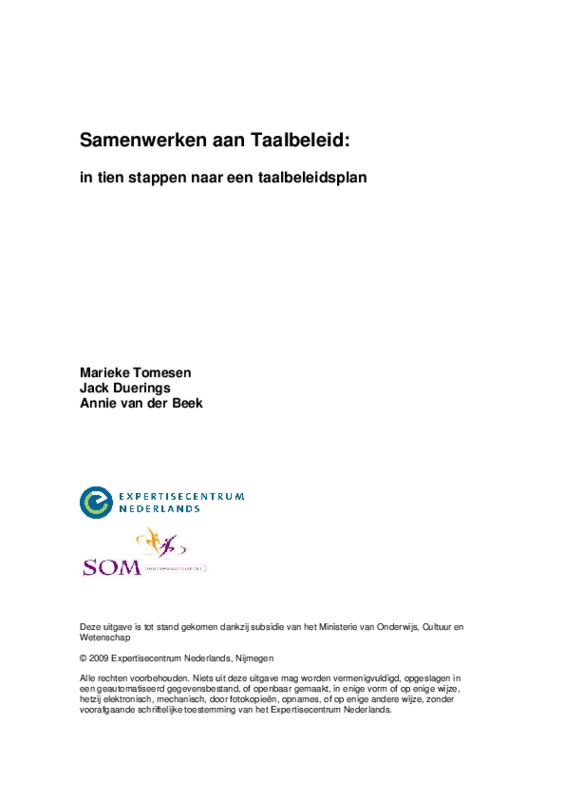 Samenwerken aan Taalbeleid:
in tien stappen naar een taalbeleidsplan
Marieke Tomesen
Jack Duerings
Annie van der Beek
EXPERTISECENTRUM
NEDERLANDS
SOM
Deze uitgave is tot stand gekomen dankzij subsidie van het Ministerie van Onderwijs, Cultuur en
Wetenschap
© 2009 Expertisecentrum Nederlands, Nijmegen
Alle rechten voorbehouden. Niets uit deze uitgave mag worden vermenigvuldigd, opgeslagen in
een geautomatiseerd gegevensbestand, of openbaar gemaakt, in enige vorm of op enige wijze,
hetzij elektronisch, mechanisch, door fotokopieën, opnames, of op enige andere wijze, zonder
voorafgaande schriftelijke toestemming van het Expertisecentrum Nederlands.